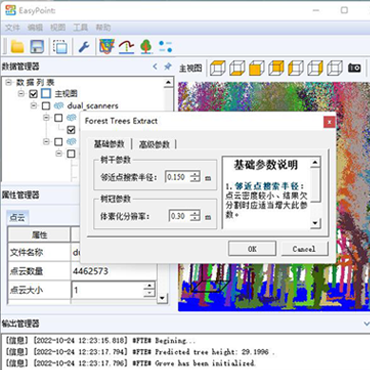 EasyPoint:
文件 编辑 视图 工具 帮助
数据管理器
主视图
数据列表
主视图
dual_scanners
Forest Trees Extract
基础参数 高级参数
树干参数
邻近点搜索半径: 0.150 m
树冠参数
体素化分辨率: 0.30 m
基础参数说明
1.邻近点搜索半径:
点云密度较小、结果欠
分割时应适当增大此参
数。
OK Cancel
属性管理器
点云
属性
文件名称 du
点云数量 4462573
点云大小 1
输出管理器
[信息] [2022-10-24 12:23:15.818] #FTE# Begining...
[信息] [2022-10-24 12:23:17.794] #FTE# Predicted tree height: 29.1996 .
[信息] [2022-10-24 12:23:17.796] #FTE# Grove has been initialized.